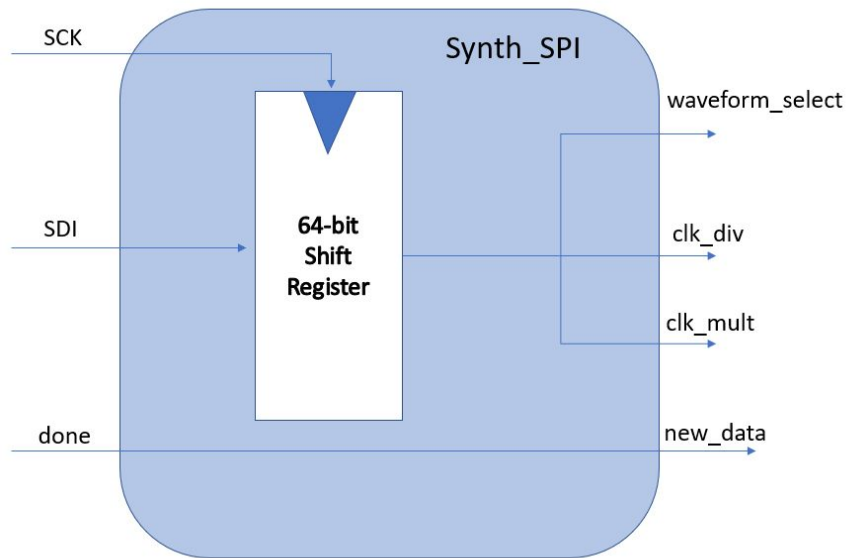 SCK
Synth_SPI
waveform_select
SDI
64-bit
Shift
Register
clk_div
clk_mult
done
new_data